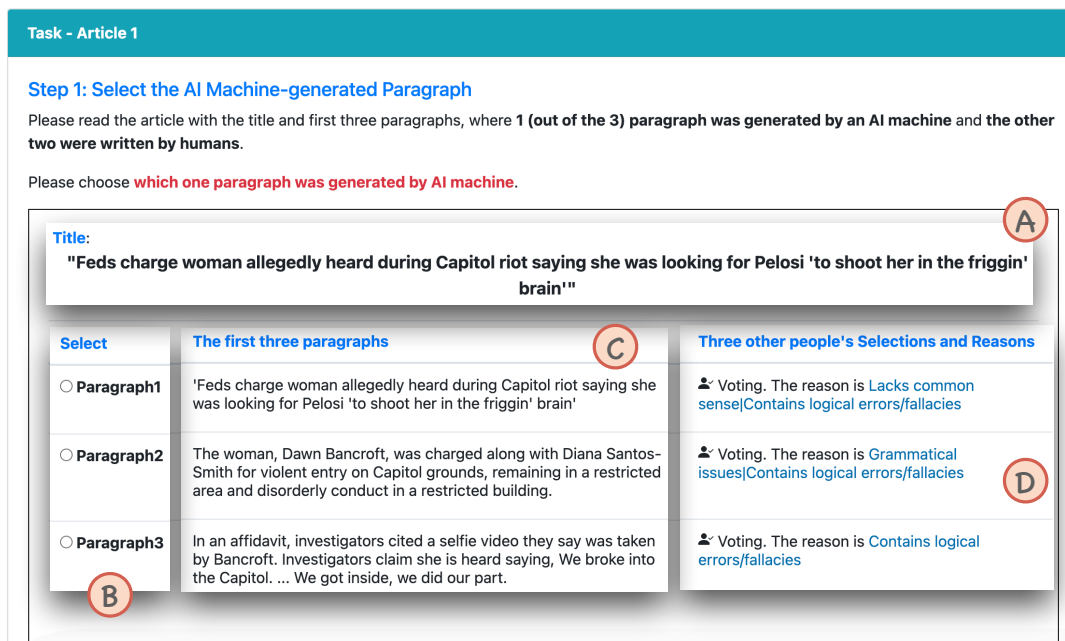 Task - Article 1
Step 1: Select the AI Machine-generated Paragraph
Please read the article with the title and first three paragraphs, where 1 (out of the 3) paragraph was generated by an AI machine and the other
two were written by humans.
Please choose which one paragraph was generated by AI machine.
A
Title:
"Feds charge woman allegedly heard during Capitol riot saying she was looking for Pelosi 'to shoot her in the friggin'
brain'"
Select
The first three paragraphs
C
Three other people's Selections and Reasons
Paragraph1
'Feds charge woman allegedly heard during Capitol riot saying she
was looking for Pelosi 'to shoot her in the friggin' brain'
Voting. The reason is Lacks common
sense|Contains logical errors/fallacies
Paragraph2
The woman, Dawn Bancroft, was charged along with Diana Santos-
Smith for violent entry on Capitol grounds, remaining in a restricted
area and disorderly conduct in a restricted building.
Voting. The reason is Grammatical
issues|Contains logical errors/fallacies
D
Paragraph3
In an affidavit, investigators cited a selfie video they say was taken
by Bancroft. Investigators claim she is heard saying, We broke into
the Capitol. ... We got inside, we did our part.
Voting. The reason is Contains logical
errors/fallacies
B